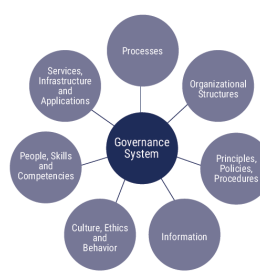 Processes
Organizational
Structures
Principles,
Policies,
Procedures
Information
Culture, Ethics
and
Behavior
People, Skills
and
Competencies
Services,
Infrastructure
and
Applications
Governance
System